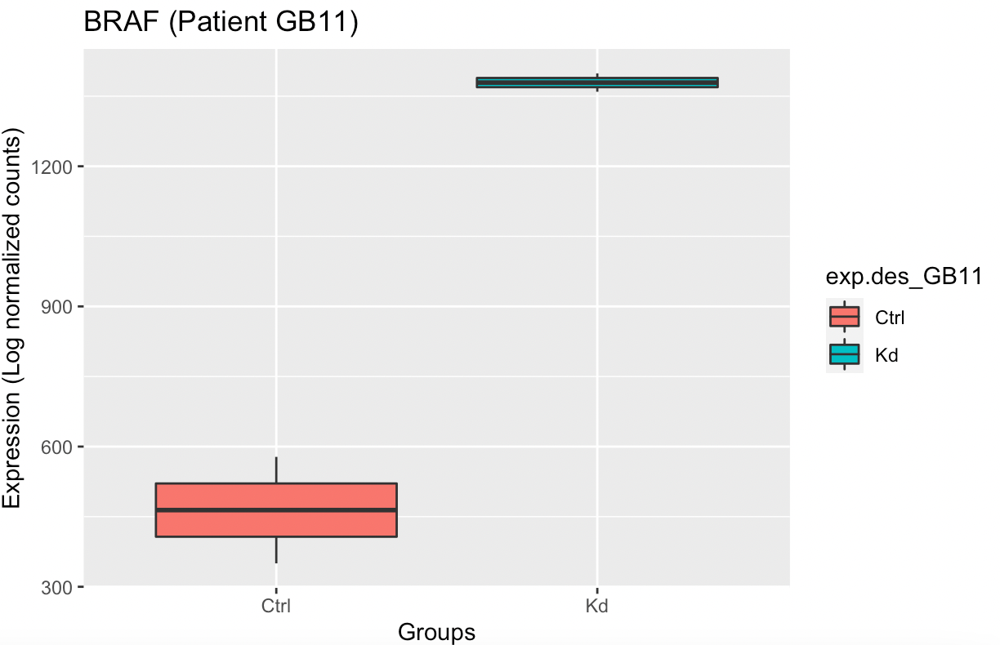 BRAF (Patient GB11)
Expression (Log normalized counts)
1200
900
600
300
Ctrl
Kd
Groups
exp.des_GB11
Ctrl
Kd